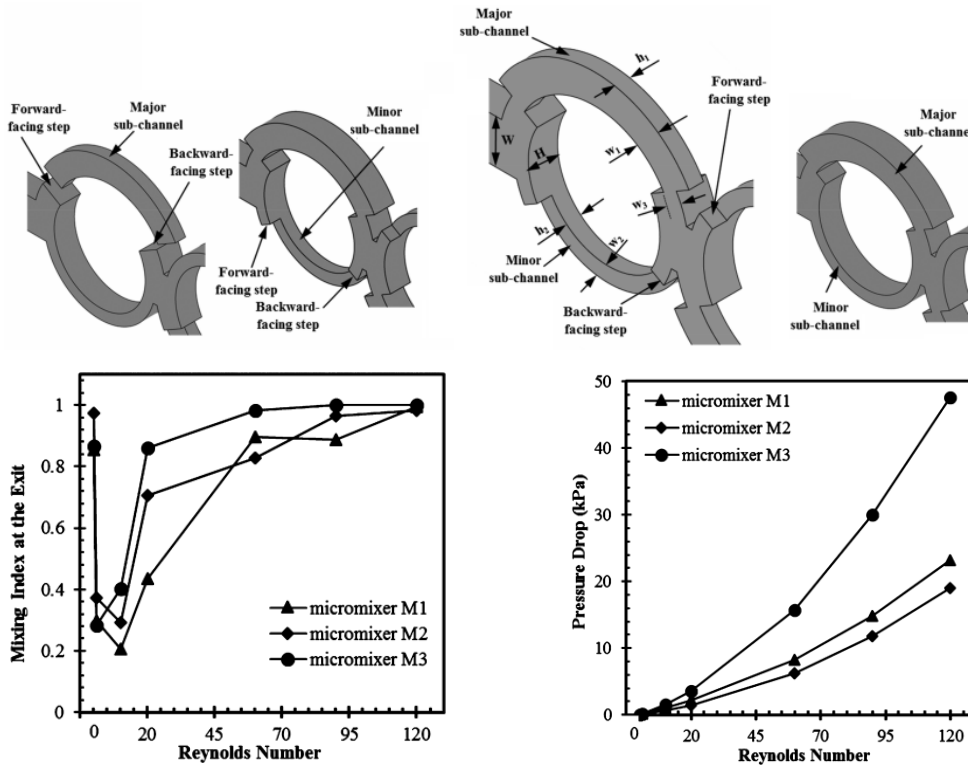 Forward-
facing step
Major
sub-channel
Backward-
facing step
Minor
sub-channel
Forward-
facing step
Backward-
facing step
Major
sub-channel
h₁
Forward-
facing step
W
H
w₁
w₃
h₂
w₂
Minor
sub-channel
Backward-
facing step
Major
sub-channel
Minor
sub-channel
Mixing Index at the Exit
1
0.8
0.6
0.4
0.2
0
0 20 45 70 95 120
Reynolds Number
micromixer M1
micromixer M2
micromixer M3
Pressure Drop (kPa)
50
40
30
20
10
0
0 20 45 70 95 120
Reynolds Number
micromixer M1
micromixer M2
micromixer M3